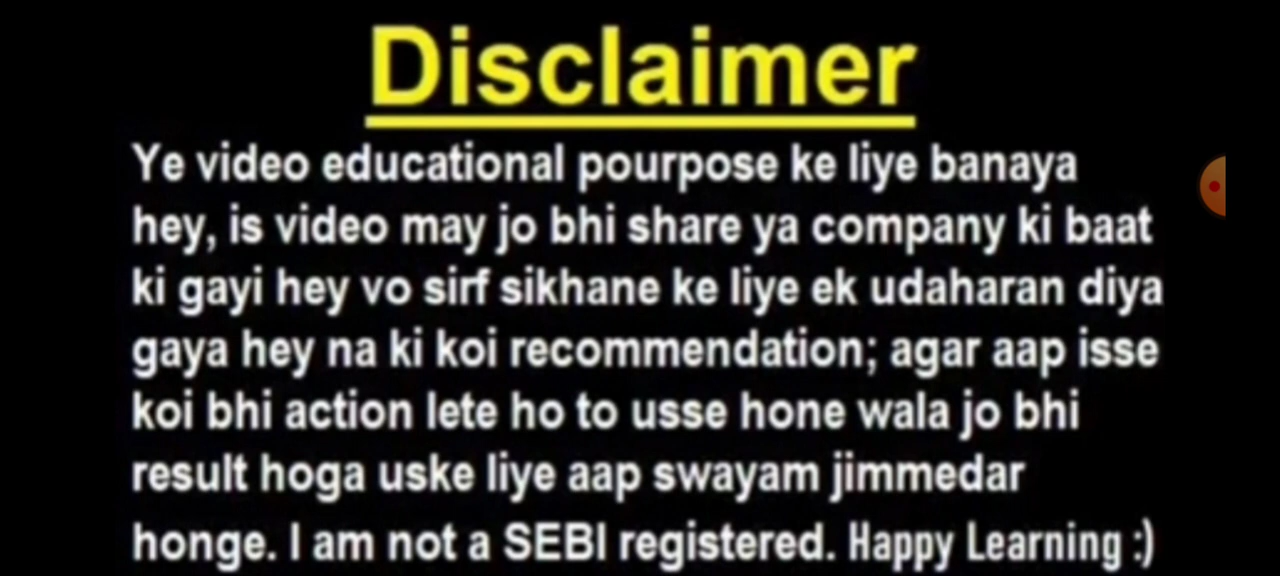 Disclaimer
Ye video educational pourpose ke liye banaya
hey, is video may jo bhi share ya company ki baat
ki gayi hey vo sirf sikhane ke liye ek udaharan diya
gaya hey na ki koi recommendation; agar aap isse
koi bhi action lete ho to usse hone wala jo bhi
result hoga uske liye aap swayam jimmedar
honge. I am not a SEBI registered. Happy Learning :)